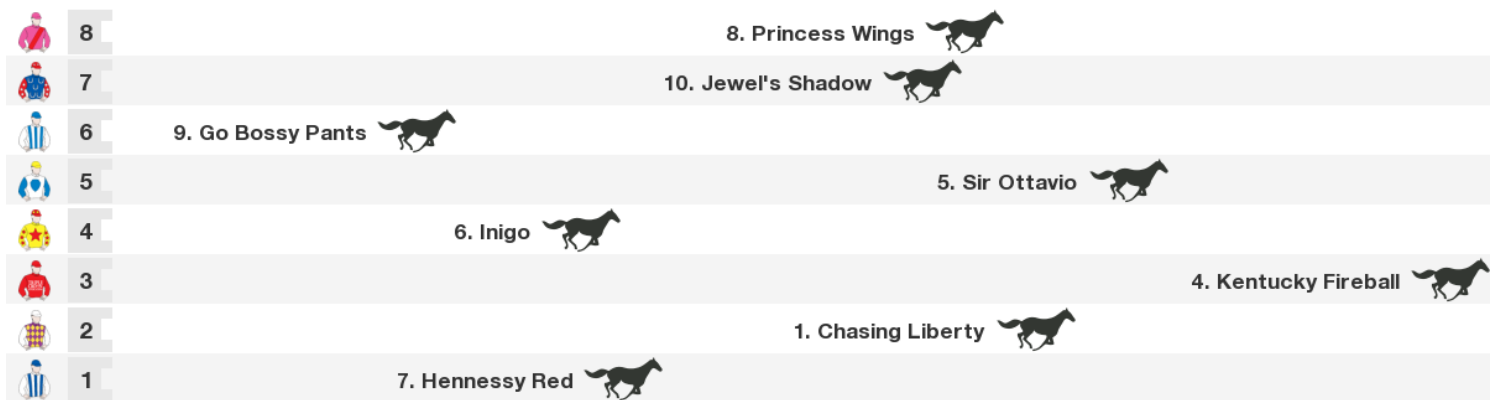 8 8. Princess Wings
7 10. Jewel's Shadow
6 9. Go Bossy Pants
5 5. Sir Ottavio
4 6. Inigo
3 4. Kentucky Fireball
2 1. Chasing Liberty
1 7. Hennessy Red